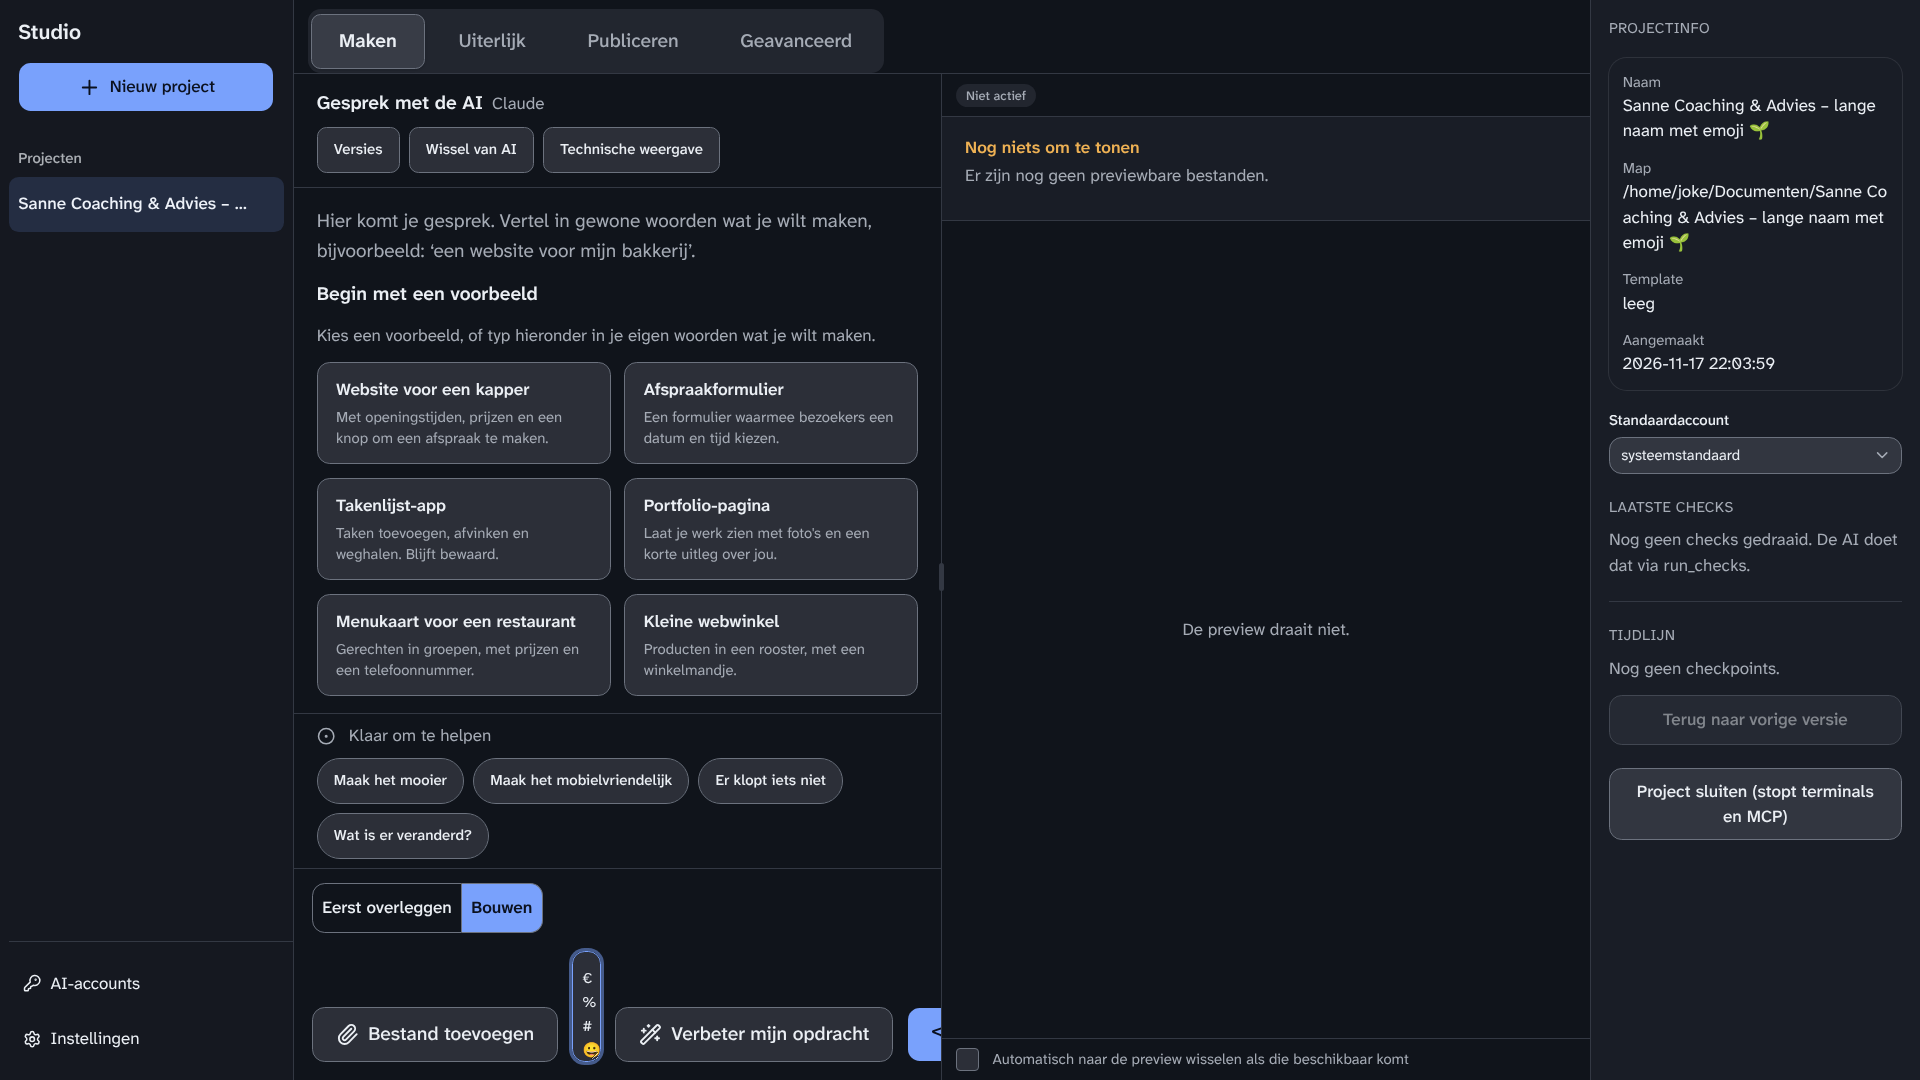 Studio
Nieuw project
Projecten
Sanne Coaching & Advies – ...
AI-accounts
Instellingen
Maken
Uiterlijk
Publiceren
Geavanceerd
Gesprek met de AI Claude
Versies
Wissel van AI
Technische weergave
Hier komt je gesprek. Vertel in gewone woorden wat je wilt maken,
bijvoorbeeld: ‘een website voor mijn bakkerij’.
Begin met een voorbeeld
Kies een voorbeeld, of typ hieronder in je eigen woorden wat je wilt maken.
Website voor een kapper
Met openingstijden, prijzen en een
knop om een afspraak te maken.
Afspraakformulier
Een formulier waarmee bezoekers een
datum en tijd kiezen.
Takenlijst-app
Taken toevoegen, afvinken en
weghalen. Blijft bewaard.
Portfolio-pagina
Laat je werk zien met foto's en een
korte uitleg over jou.
Menukaart voor een restaurant
Gerechten in groepen, met prijzen en
een telefoonnummer.
Kleine webwinkel
Producten in een rooster, met een
winkelmandje.
Klaar om te helpen
Maak het mooier
Maak het mobielvriendelijk
Er klopt iets niet
Wat is er veranderd?
Eerst overleggen
Bouwen
Bestand toevoegen
€
%
#
😀
Verbeter mijn opdracht
Niet actief
Nog niets om te tonen
Er zijn nog geen previewbare bestanden.
De preview draait niet.
Automatisch naar de preview wisselen als die beschikbaar komt
PROJECTINFO
Naam
Sanne Coaching & Advies – lange
naam met emoji 🌱
Map
/home/joke/Documenten/Sanne Co
aching & Advies – lange naam met
emoji 🌱
Template
leeg
Aangemaakt
2026-11-17 22:03:59
Standaardaccount
systeemstandaard
LAATSTE CHECKS
Nog geen checks gedraaid. De AI doet
dat via run_checks.
TIJDLIJN
Nog geen checkpoints.
Terug naar vorige versie
Project sluiten (stopt terminals
en MCP)